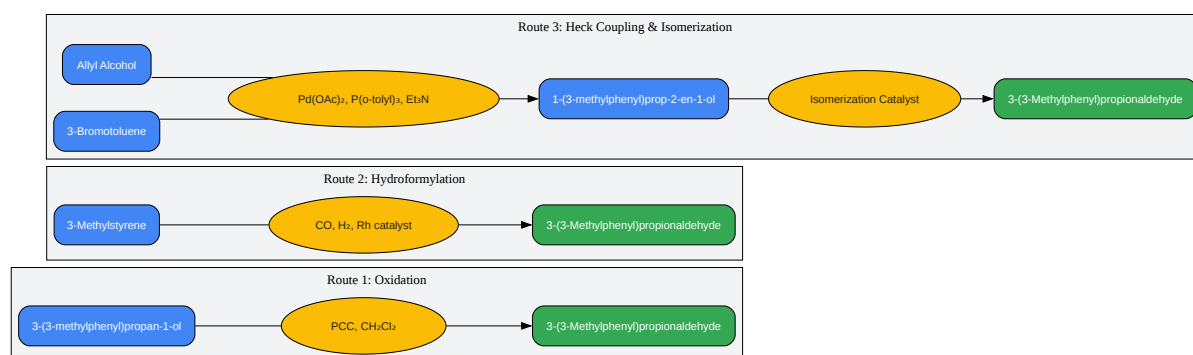 Route 3: Heck Coupling & Isomerization
Allyl Alcohol
3-Bromotoluene
Pd(OAc)₂, P(o-tolyl)₃, Et₃N
1-(3-methylphenyl)prop-2-en-1-ol
Isomerization Catalyst
3-(3-Methylphenyl)propionaldehyde
Route 2: Hydroformylation
3-Methylstyrene
CO, H₂, Rh catalyst
3-(3-Methylphenyl)propionaldehyde
Route 1: Oxidation
3-(3-methylphenyl)propan-1-ol
PCC, CH₂Cl₂
3-(3-Methylphenyl)propionaldehyde